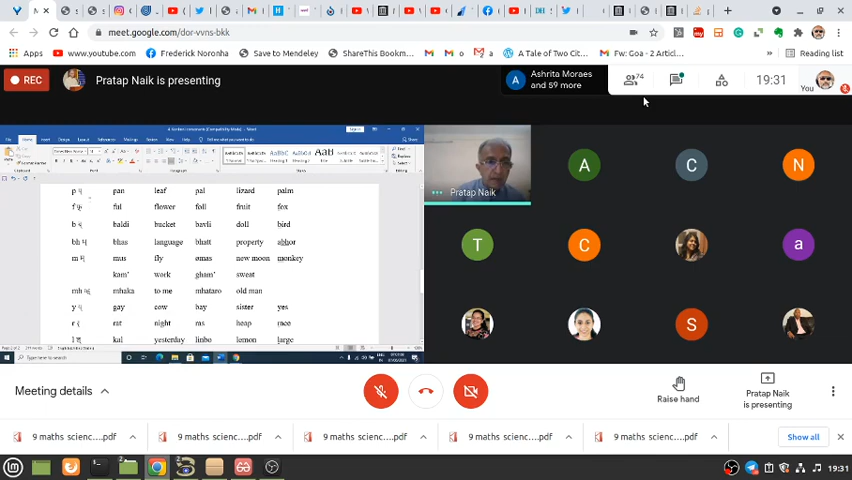 meet.google.com/dor-vvns-bkk
Apps www.youtube.com Frederick Noronha Save to Mendeley ShareThis Bookm... A Tale of Two Cit... Fw: Goa - 2 Articl... Reading list
REC Pratap Naik is presenting Ashrita Moraes and 59 more 74 19:31 You
p प pan leaf pal lizard palm
f फ ful flower foll fruit fox
b ब baldi bucket bavli doll bird
bh भ bhas language bhatt property abhor
m म mus fly omas new moon monkey
kam' work gham' sweat
mh म्ह mhaka to me mhataro old man
y य gay cow bay sister yes
r र rat night ras heap race
kal yesterday linbo lemon large
Pratap Naik
A C N
T C a
S
Meeting details Raise hand Pratap Naik is presenting
9 maths scienc....pdf 9 maths scienc....pdf 9 maths scienc....pdf 9 maths scienc....pdf 9 maths scienc....pdf Show all
19:31